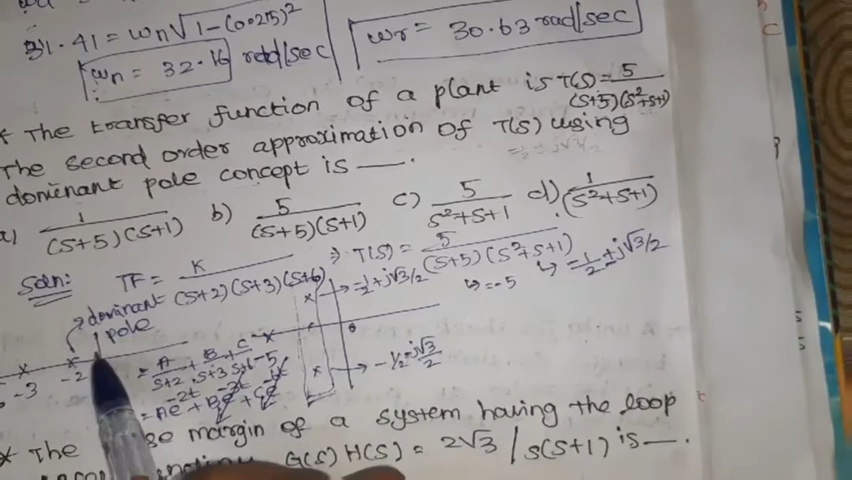 31.41 = ωn√1-(0.215)²
ωn = 32.16 rad/sec
ωr = 30.63 rad/sec
* The transfer function of a plant is T(s) = 5/(s+5)(s²+s+1)
The second order approximation of T(s) using
dominant pole concept is —.
a) 1/(s+5)(s+1) b) 5/(s+5)(s+1) c) 5/s²+s+1 d) 1/(s²+s+1)
Soln: TF = K/(s+2)(s+3)(s+6) ⇒ T(s) = 5/(s+5)(s²+s+1)
↳ = -5 ↳ = 1/2 ± j√3/2
→ dominant pole
= 1/2 + j√3/2
-3 -2 -5 0
= A/s+2 + B/s+3 + C/s+6
→ -1/2 - j√3/2
* The margin of a system having the loop
G(s) H(s) = 2√3 / s(s+1) is —.